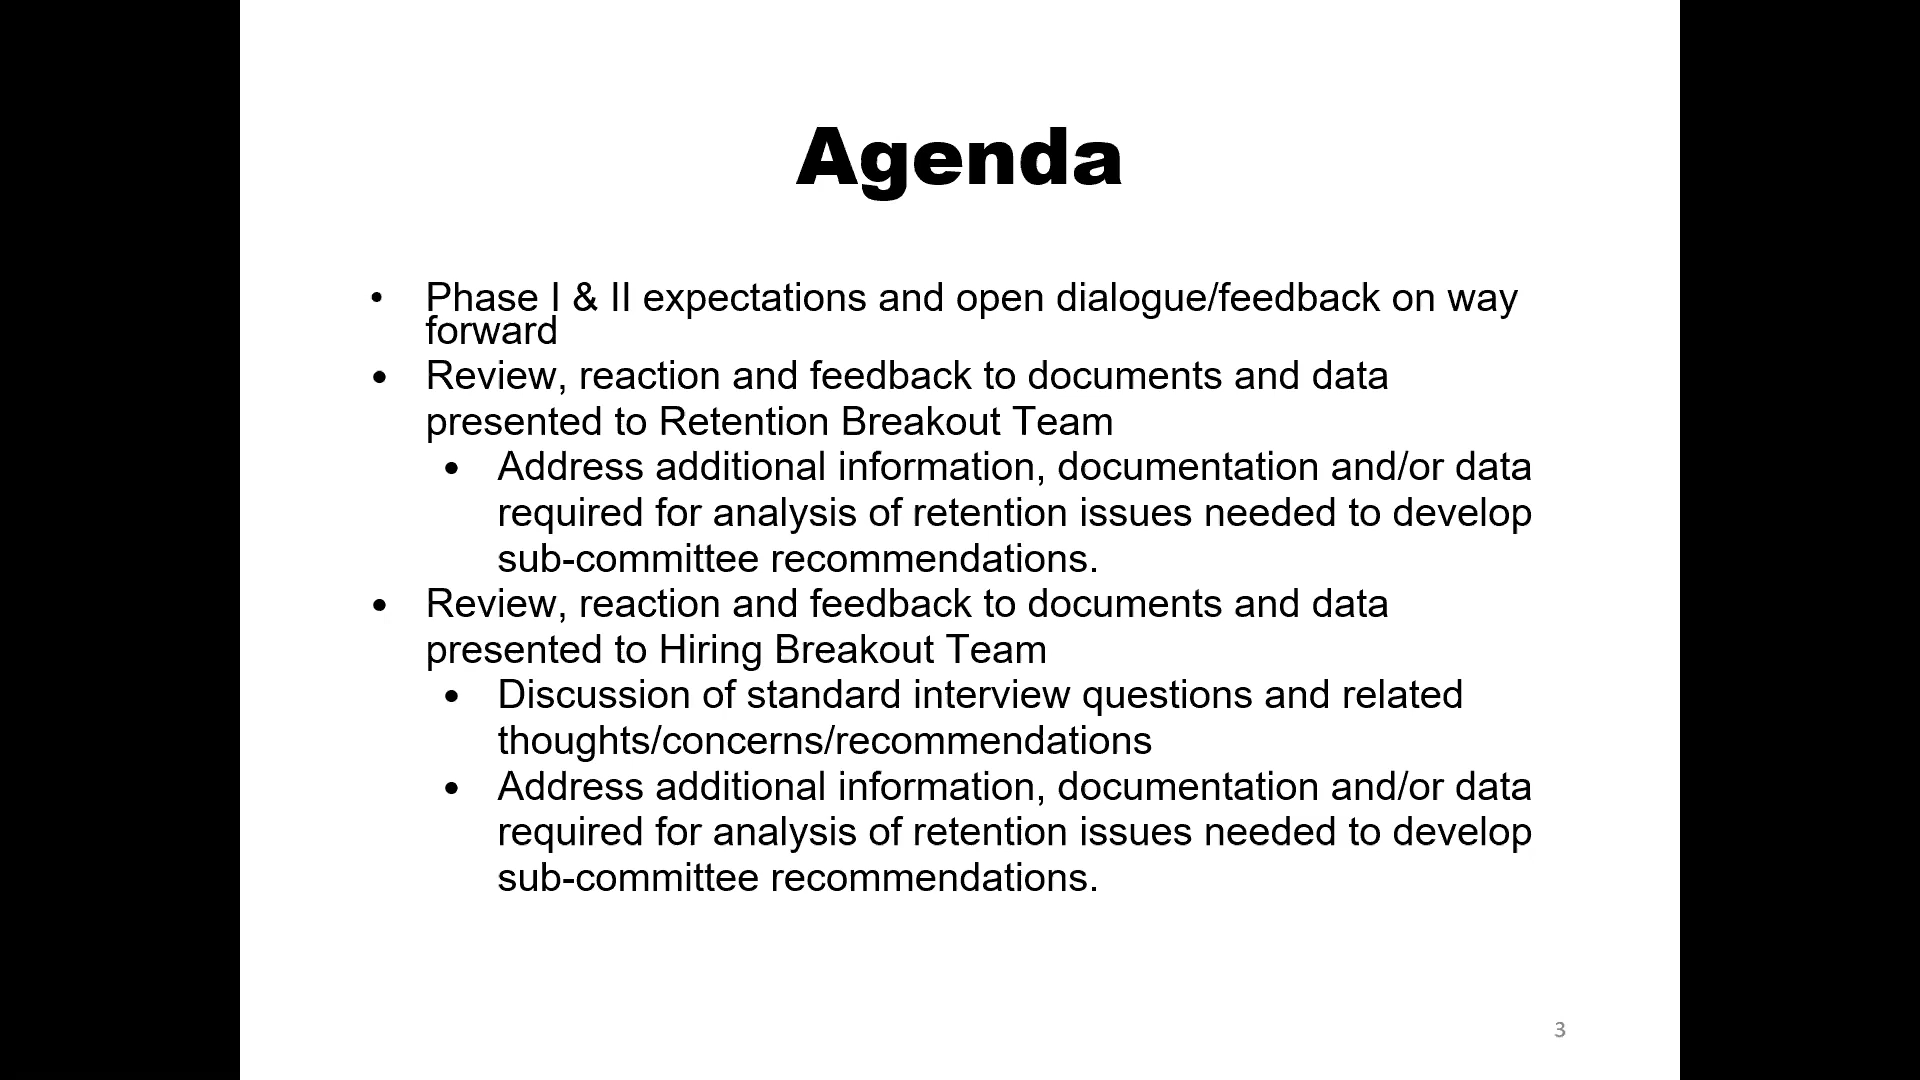 Agenda
• Phase I & II expectations and open dialogue/feedback on way
forward
• Review, reaction and feedback to documents and data
presented to Retention Breakout Team
• Address additional information, documentation and/or data
required for analysis of retention issues needed to develop
sub-committee recommendations.
• Review, reaction and feedback to documents and data
presented to Hiring Breakout Team
• Discussion of standard interview questions and related
thoughts/concerns/recommendations
• Address additional information, documentation and/or data
required for analysis of retention issues needed to develop
sub-committee recommendations.
3